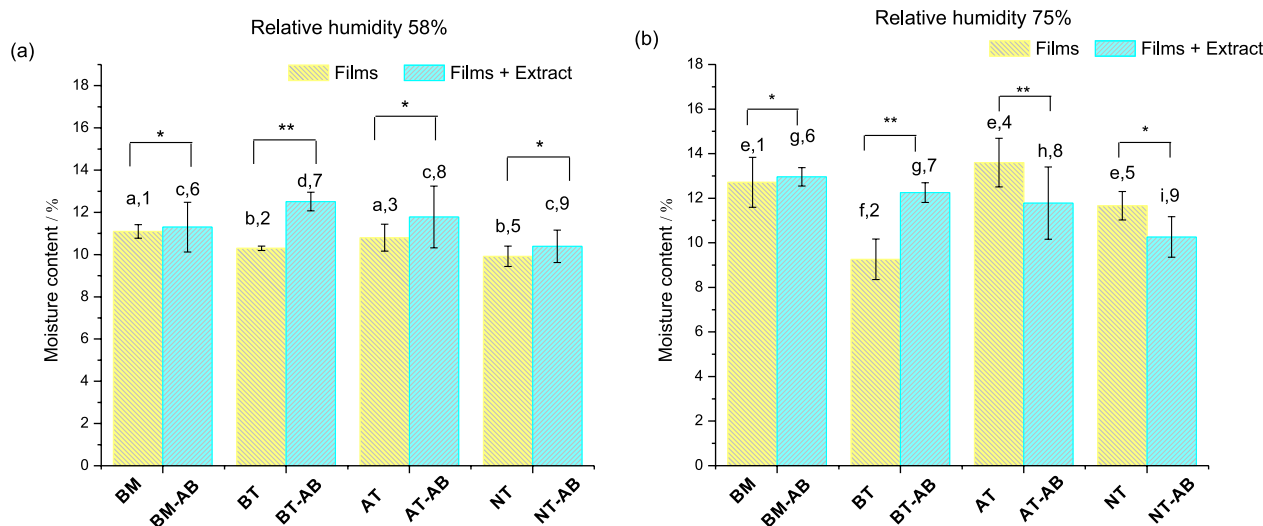 Relative humidity 58%
(a)
Films
Films + Extract
Moisture content / %
18
16
14
12
10
8
6
4
2
0
*
**
*
*
a,1
c,6
b,2
d,7
a,3
c,8
b,5
c,9
BM
BM-AB
BT
BT-AB
AT
AT-AB
NT
NT-AB
Relative humidity 75%
(b)
Films
Films + Extract
Moisture content / %
18
16
14
12
10
8
6
4
2
0
*
**
**
*
e,1
g,6
f,2
g,7
e,4
h,8
e,5
i,9
BM
BM-AB
BT
BT-AB
AT
AT-AB
NT
NT-AB